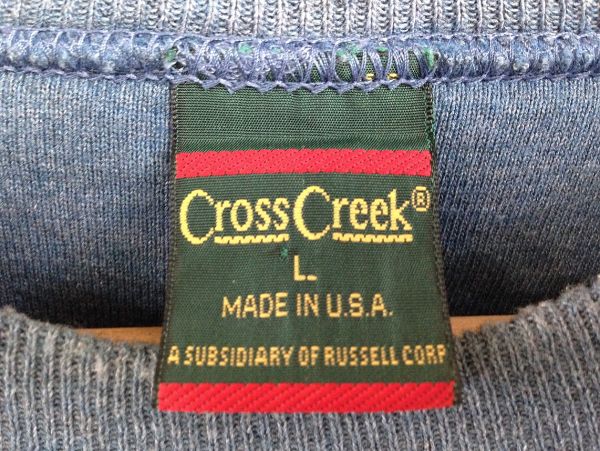 CrossCreek®
L.
MADE IN U.S.A.
A SUBSIDIARY OF RUSSELL CORP